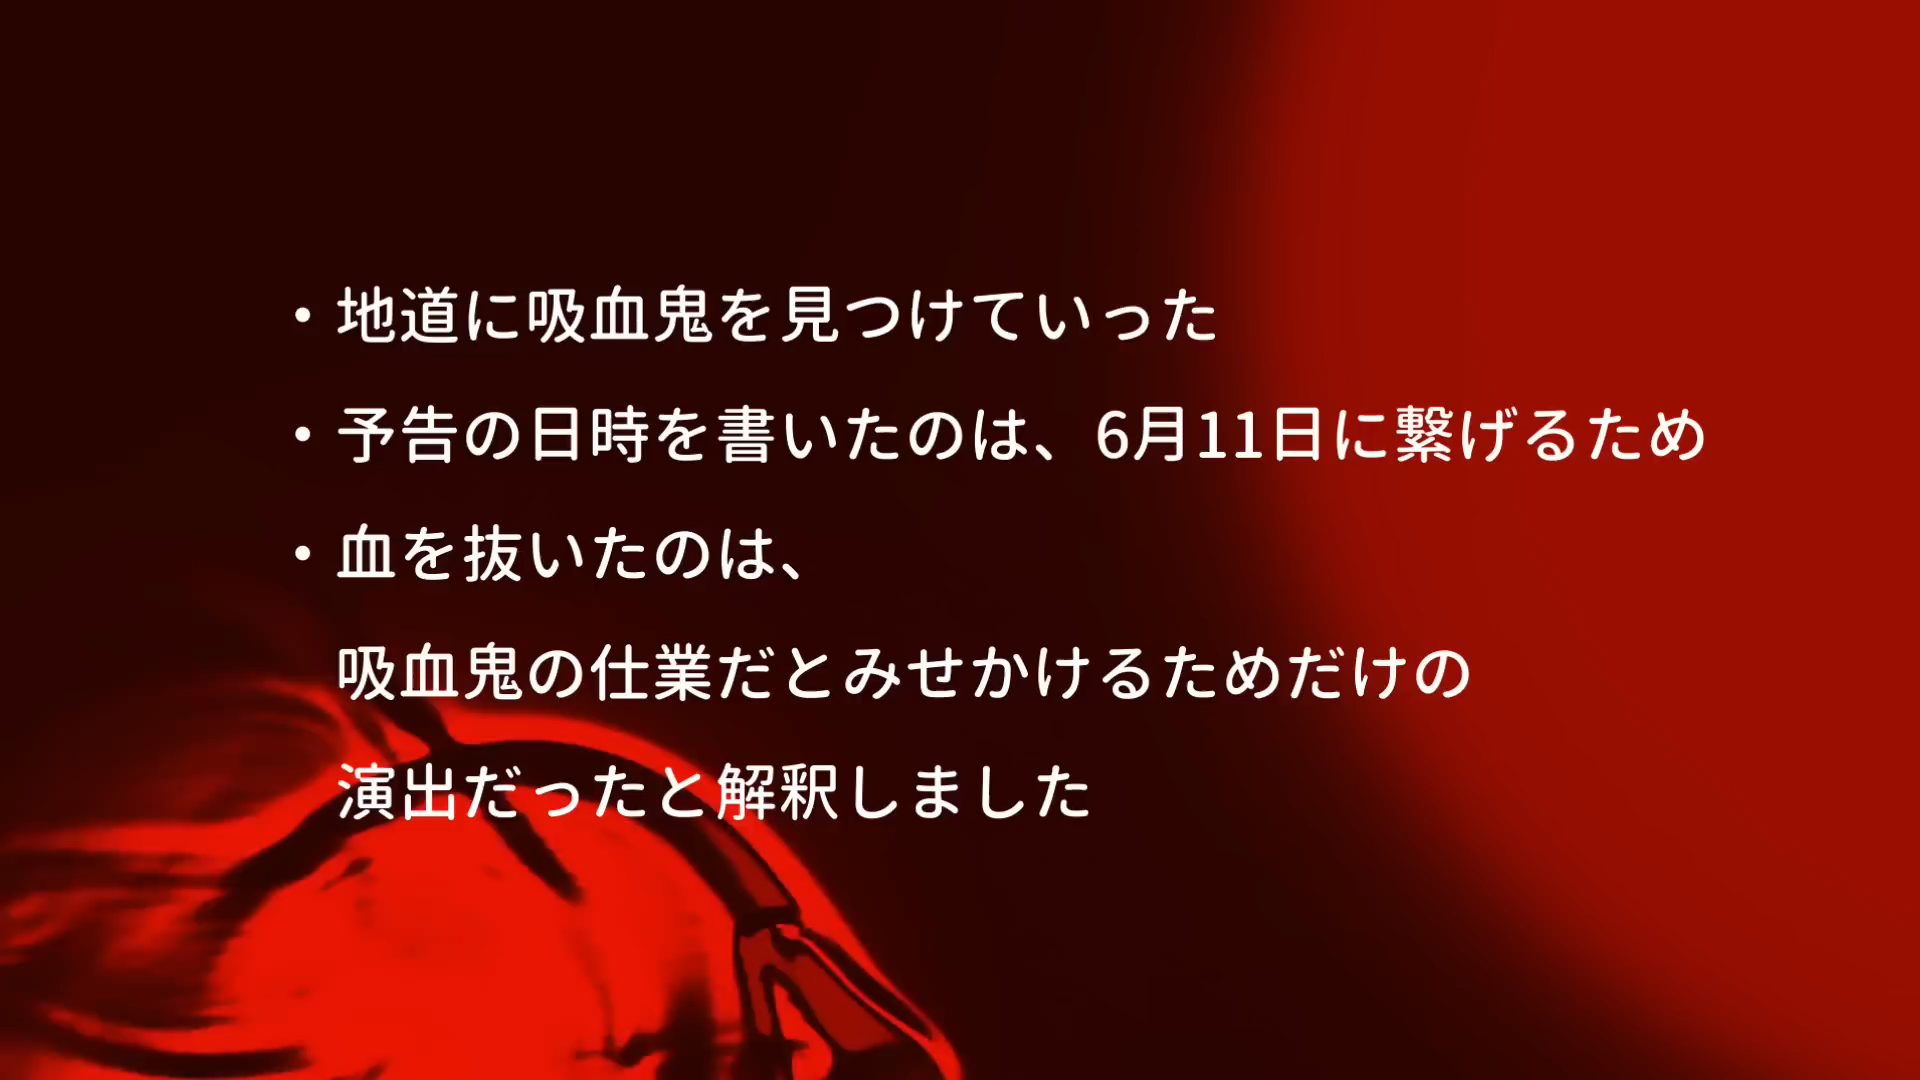 ・地道に吸血鬼を見つけていった
・予告の日時を書いたのは、6月11日に繋げるため
・血を抜いたのは、
吸血鬼の仕業だとみせかけるためだけの
演出だったと解釈しました